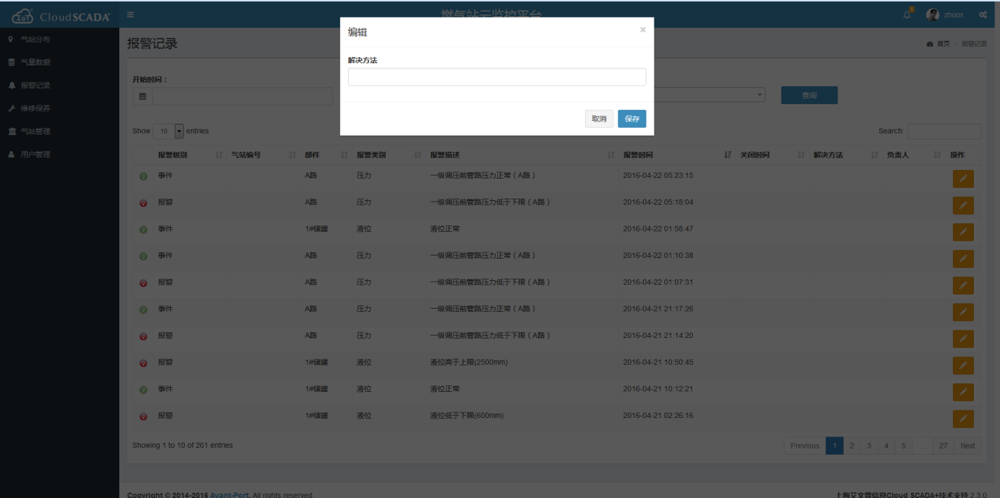 IoT CloudSCADA+
燃气站云监控平台
6
zhuox
气站分布
气量数据
报警记录
维修保养
气站管理
用户管理
报警记录
首页 报警记录
编辑 ×
解决方法
取消 保存
开始时间：
查询
Show 10 entries
Search:
报警级别 气站编号 部件 报警类别 报警描述 报警时间 关闭时间 解决方法 负责人 操作
事件 A路 压力 一级调压前管路压力正常（A路） 2016-04-22 05:23:15
报警 A路 压力 一级调压前管路压力低于下限（A路） 2016-04-22 05:18:04
事件 1#储罐 液位 液位正常 2016-04-22 01:58:47
事件 A路 压力 一级调压前管路压力正常（A路） 2016-04-22 01:10:38
报警 A路 压力 一级调压前管路压力低于下限（A路） 2016-04-22 01:07:31
事件 A路 压力 一级调压前管路压力正常（A路） 2016-04-21 21:17:26
报警 A路 压力 一级调压前管路压力低于下限（A路） 2016-04-21 21:14:20
报警 1#储罐 液位 液位高于上限(2500mm) 2016-04-21 10:50:45
事件 1#储罐 液位 液位正常 2016-04-21 10:12:21
报警 1#储罐 液位 液位低于下限(600mm) 2016-04-21 02:26:16
Showing 1 to 10 of 261 entries
Previous 1 2 3 4 5 ... 27 Next
Copyright © 2014-2016 Avant-Port. All rights reserved.
上海艾文普信息Cloud SCADA+技术支持 2.3.0